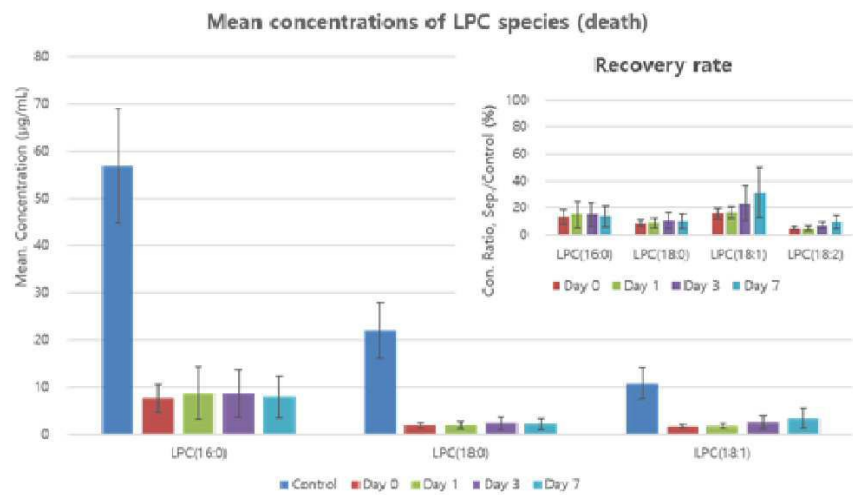 Mean concentrations of LPC species (death)
80
70
60
50
40
30
20
10
0
Mean. Concentration (µg/mL)
LPC(16:0)
LPC(18:0)
LPC(18:1)
Control
Day 0
Day 1
Day 3
Day 7
Recovery rate
100
80
60
40
20
0
Con. Ratio, Sep./Control (%)
LPC(16:0)
LPC(18:0)
LPC(18:1)
LPC(18:2)
Day 0
Day 1
Day 3
Day 7